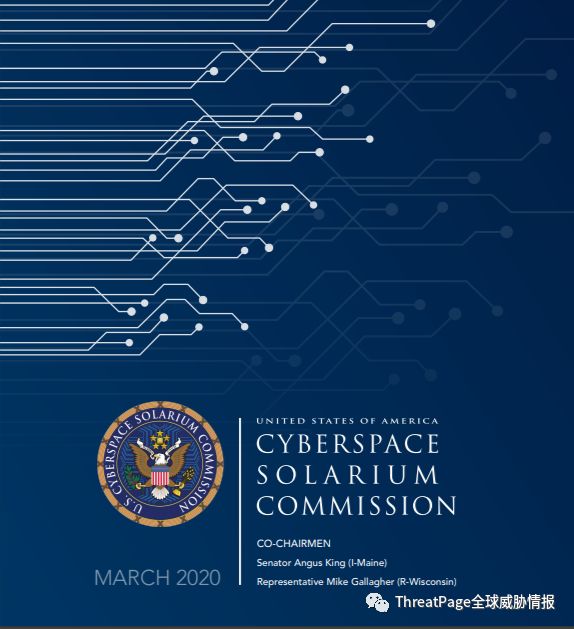 U.S. CYBERSPACE SOLARIUM COMMISSION
UNITED STATES OF AMERICA
CYBERSPACE
SOLARIUM
COMMISSION
CO-CHAIRMEN
Senator Angus King (I-Maine)
MARCH 2020
Representative Mike Gallagher (R-Wisconsin)
ThreatPage全球威胁情报